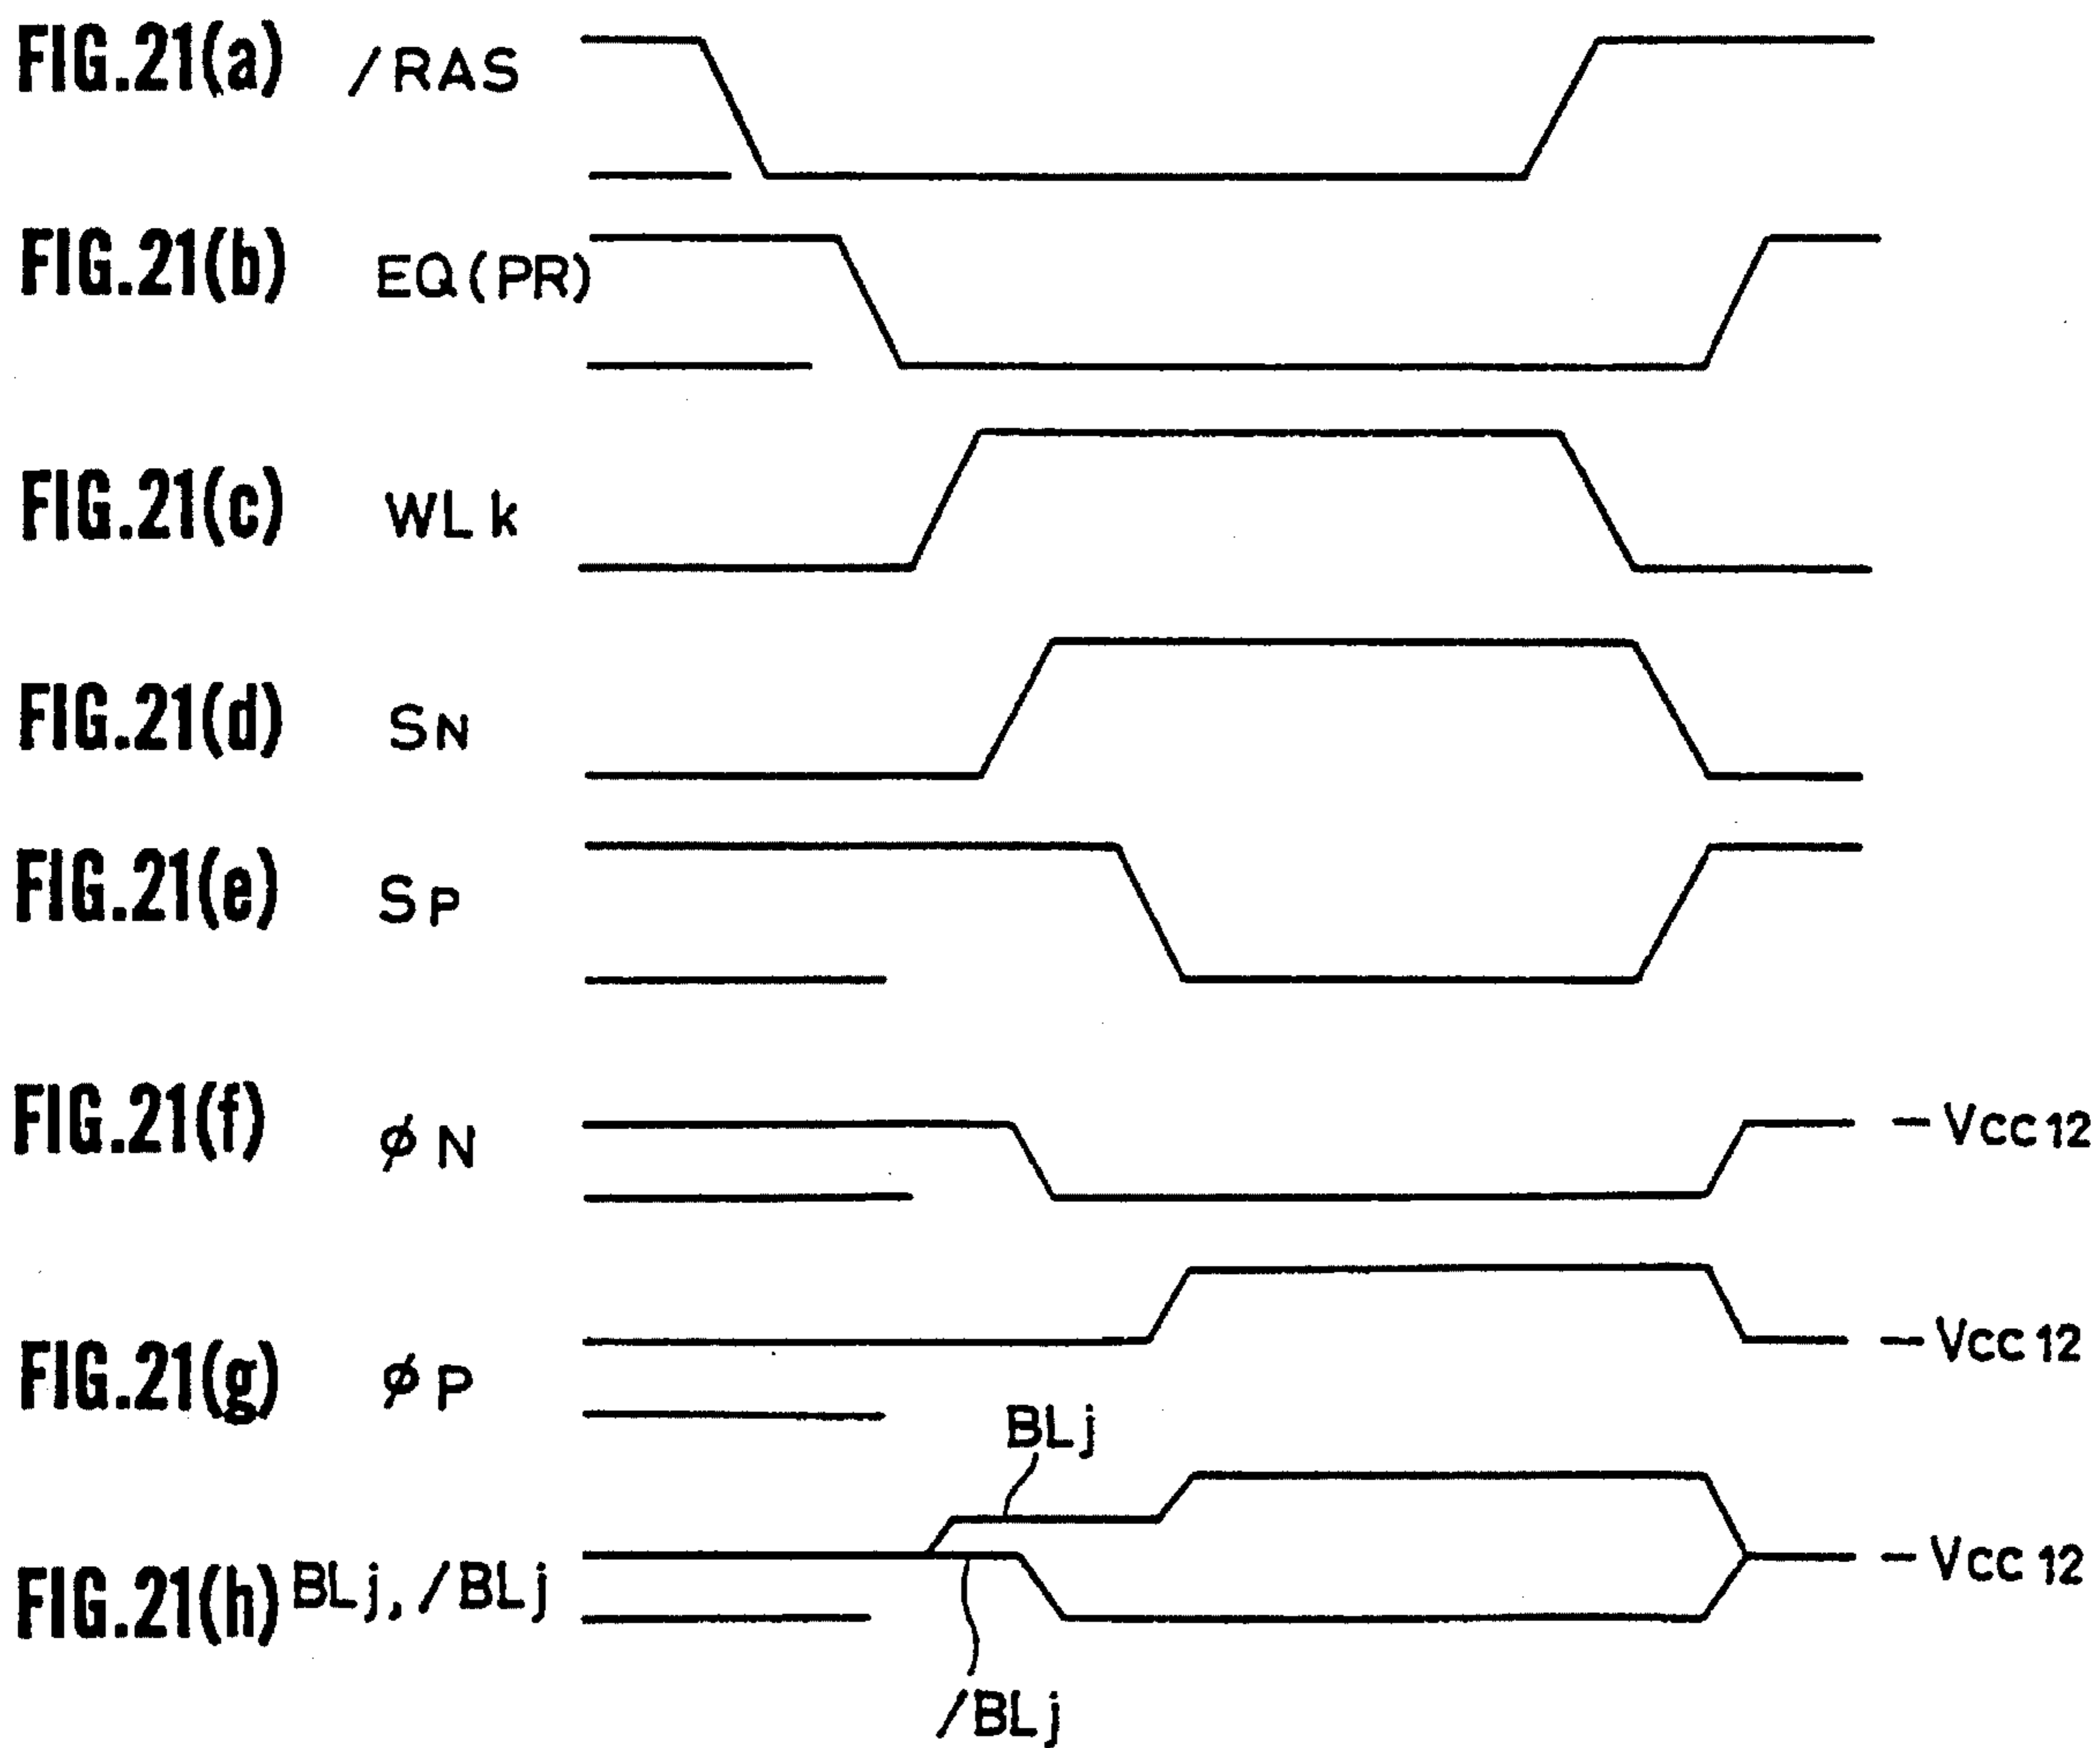 FIG.21(a) /RAS
FIG.21(b) EQ(PR)
FIG.21(c) WLk
FIG.21(d) SN
FIG.21(e) SP
FIG.21(f) φN -Vcc12
FIG.21(g) φP -Vcc12
BLj
FIG.21(h) BLj,/BLj -Vcc12
/BLj